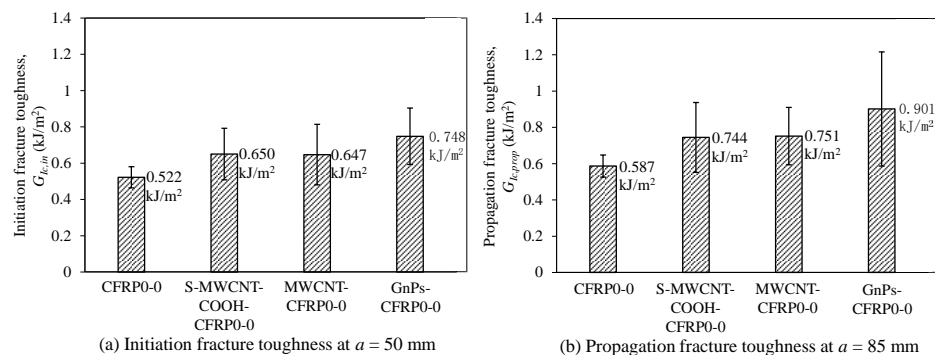 Initiation fracture toughness,
G_Ic,in (kJ/m²)
1.4
1.2
1
0.8
0.6
0.4
0.2
0
0.522
kJ/m²
0.650
kJ/m²
0.647
kJ/m²
0.748
kJ/m²
CFRP0-0
S-MWCNT-
COOH-
CFRP0-0
MWCNT-
CFRP0-0
GnPs-
CFRP0-0
(a) Initiation fracture toughness at a = 50 mm
Propagation fracture toughness,
G_Ic,prop (kJ/m²)
1.4
1.2
1
0.8
0.6
0.4
0.2
0
0.587
kJ/m²
0.744
kJ/m²
0.751
kJ/m²
0.901
kJ/m²
CFRP0-0
S-MWCNT-
COOH-
CFRP0-0
MWCNT-
CFRP0-0
GnPs-
CFRP0-0
(b) Propagation fracture toughness at a = 85 mm